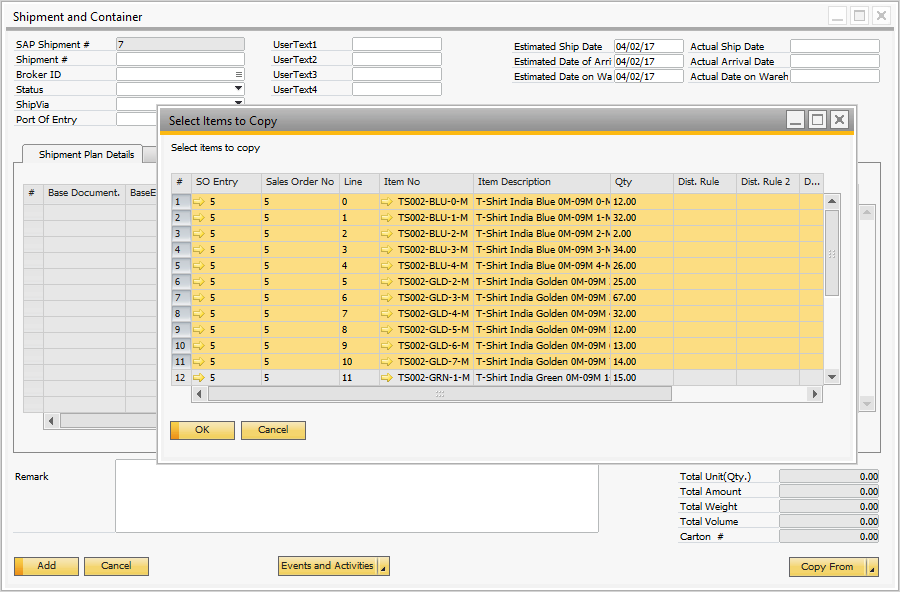 Shipment and Container
SAP Shipment # 7
Shipment #
Broker ID
Status
ShipVia
Port Of Entry
UserText1
UserText2
UserText3
UserText4
Estimated Ship Date 04/02/17
Estimated Date of Arri 04/02/17
Estimated Date on Wa 04/02/17
Actual Ship Date
Actual Arrival Date
Actual Date on Wareh
Shipment Plan Details
# Base Document. BaseE
Select Items to Copy
Select items to copy
# SO Entry Sales Order No Line Item No Item Description Qty Dist. Rule Dist. Rule 2 D...
1 5 5 0 TS002-BLU-0-M T-Shirt India Blue 0M-09M 0-M 12.00
2 5 5 1 TS002-BLU-1-M T-Shirt India Blue 0M-09M 1-M 32.00
3 5 5 2 TS002-BLU-2-M T-Shirt India Blue 0M-09M 2-M 2.00
4 5 5 3 TS002-BLU-3-M T-Shirt India Blue 0M-09M 3-M 34.00
5 5 5 4 TS002-BLU-4-M T-Shirt India Blue 0M-09M 4-M 26.00
6 5 5 5 TS002-GLD-2-M T-Shirt India Golden 0M-09M 25.00
7 5 5 6 TS002-GLD-3-M T-Shirt India Golden 0M-09M 67.00
8 5 5 7 TS002-GLD-4-M T-Shirt India Golden 0M-09M 32.00
9 5 5 8 TS002-GLD-5-M T-Shirt India Golden 0M-09M 12.00
10 5 5 9 TS002-GLD-6-M T-Shirt India Golden 0M-09M 13.00
11 5 5 10 TS002-GLD-7-M T-Shirt India Golden 0M-09M 14.00
12 5 5 11 TS002-GRN-1-M T-Shirt India Green 0M-09M 1- 15.00
OK Cancel
Remark
Total Unit(Qty.) 0.00
Total Amount 0.00
Total Weight 0.00
Total Volume 0.00
Carton # 0.00
Add Cancel Events and Activities Copy From